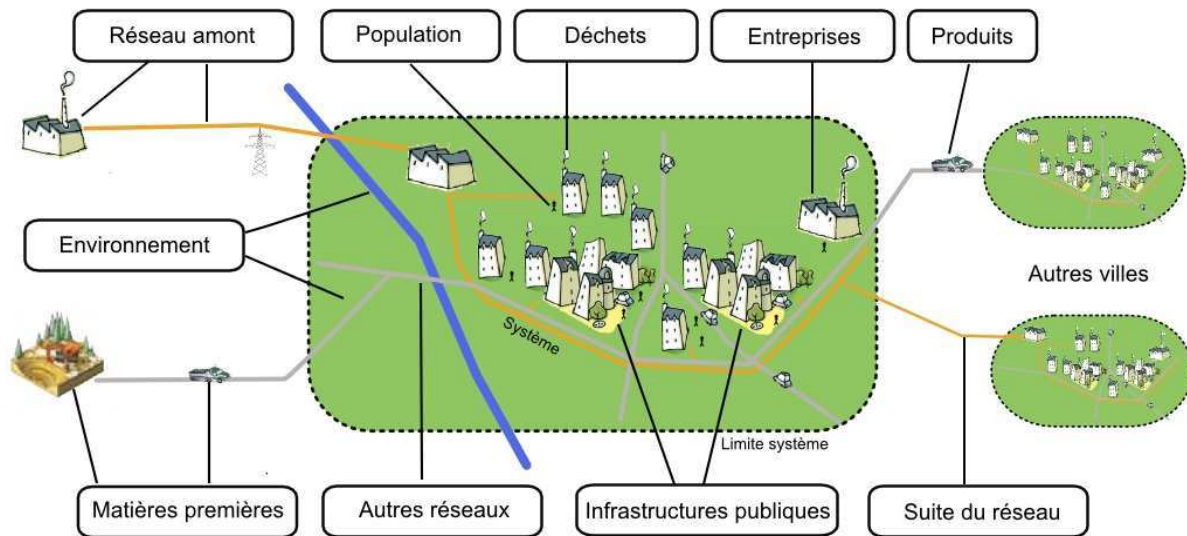 Réseau amont
Population
Déchets
Entreprises
Produits
Environnement
Autres villes
Système
Limite système
Matières premières
Autres réseaux
Infrastructures publiques
Suite du réseau